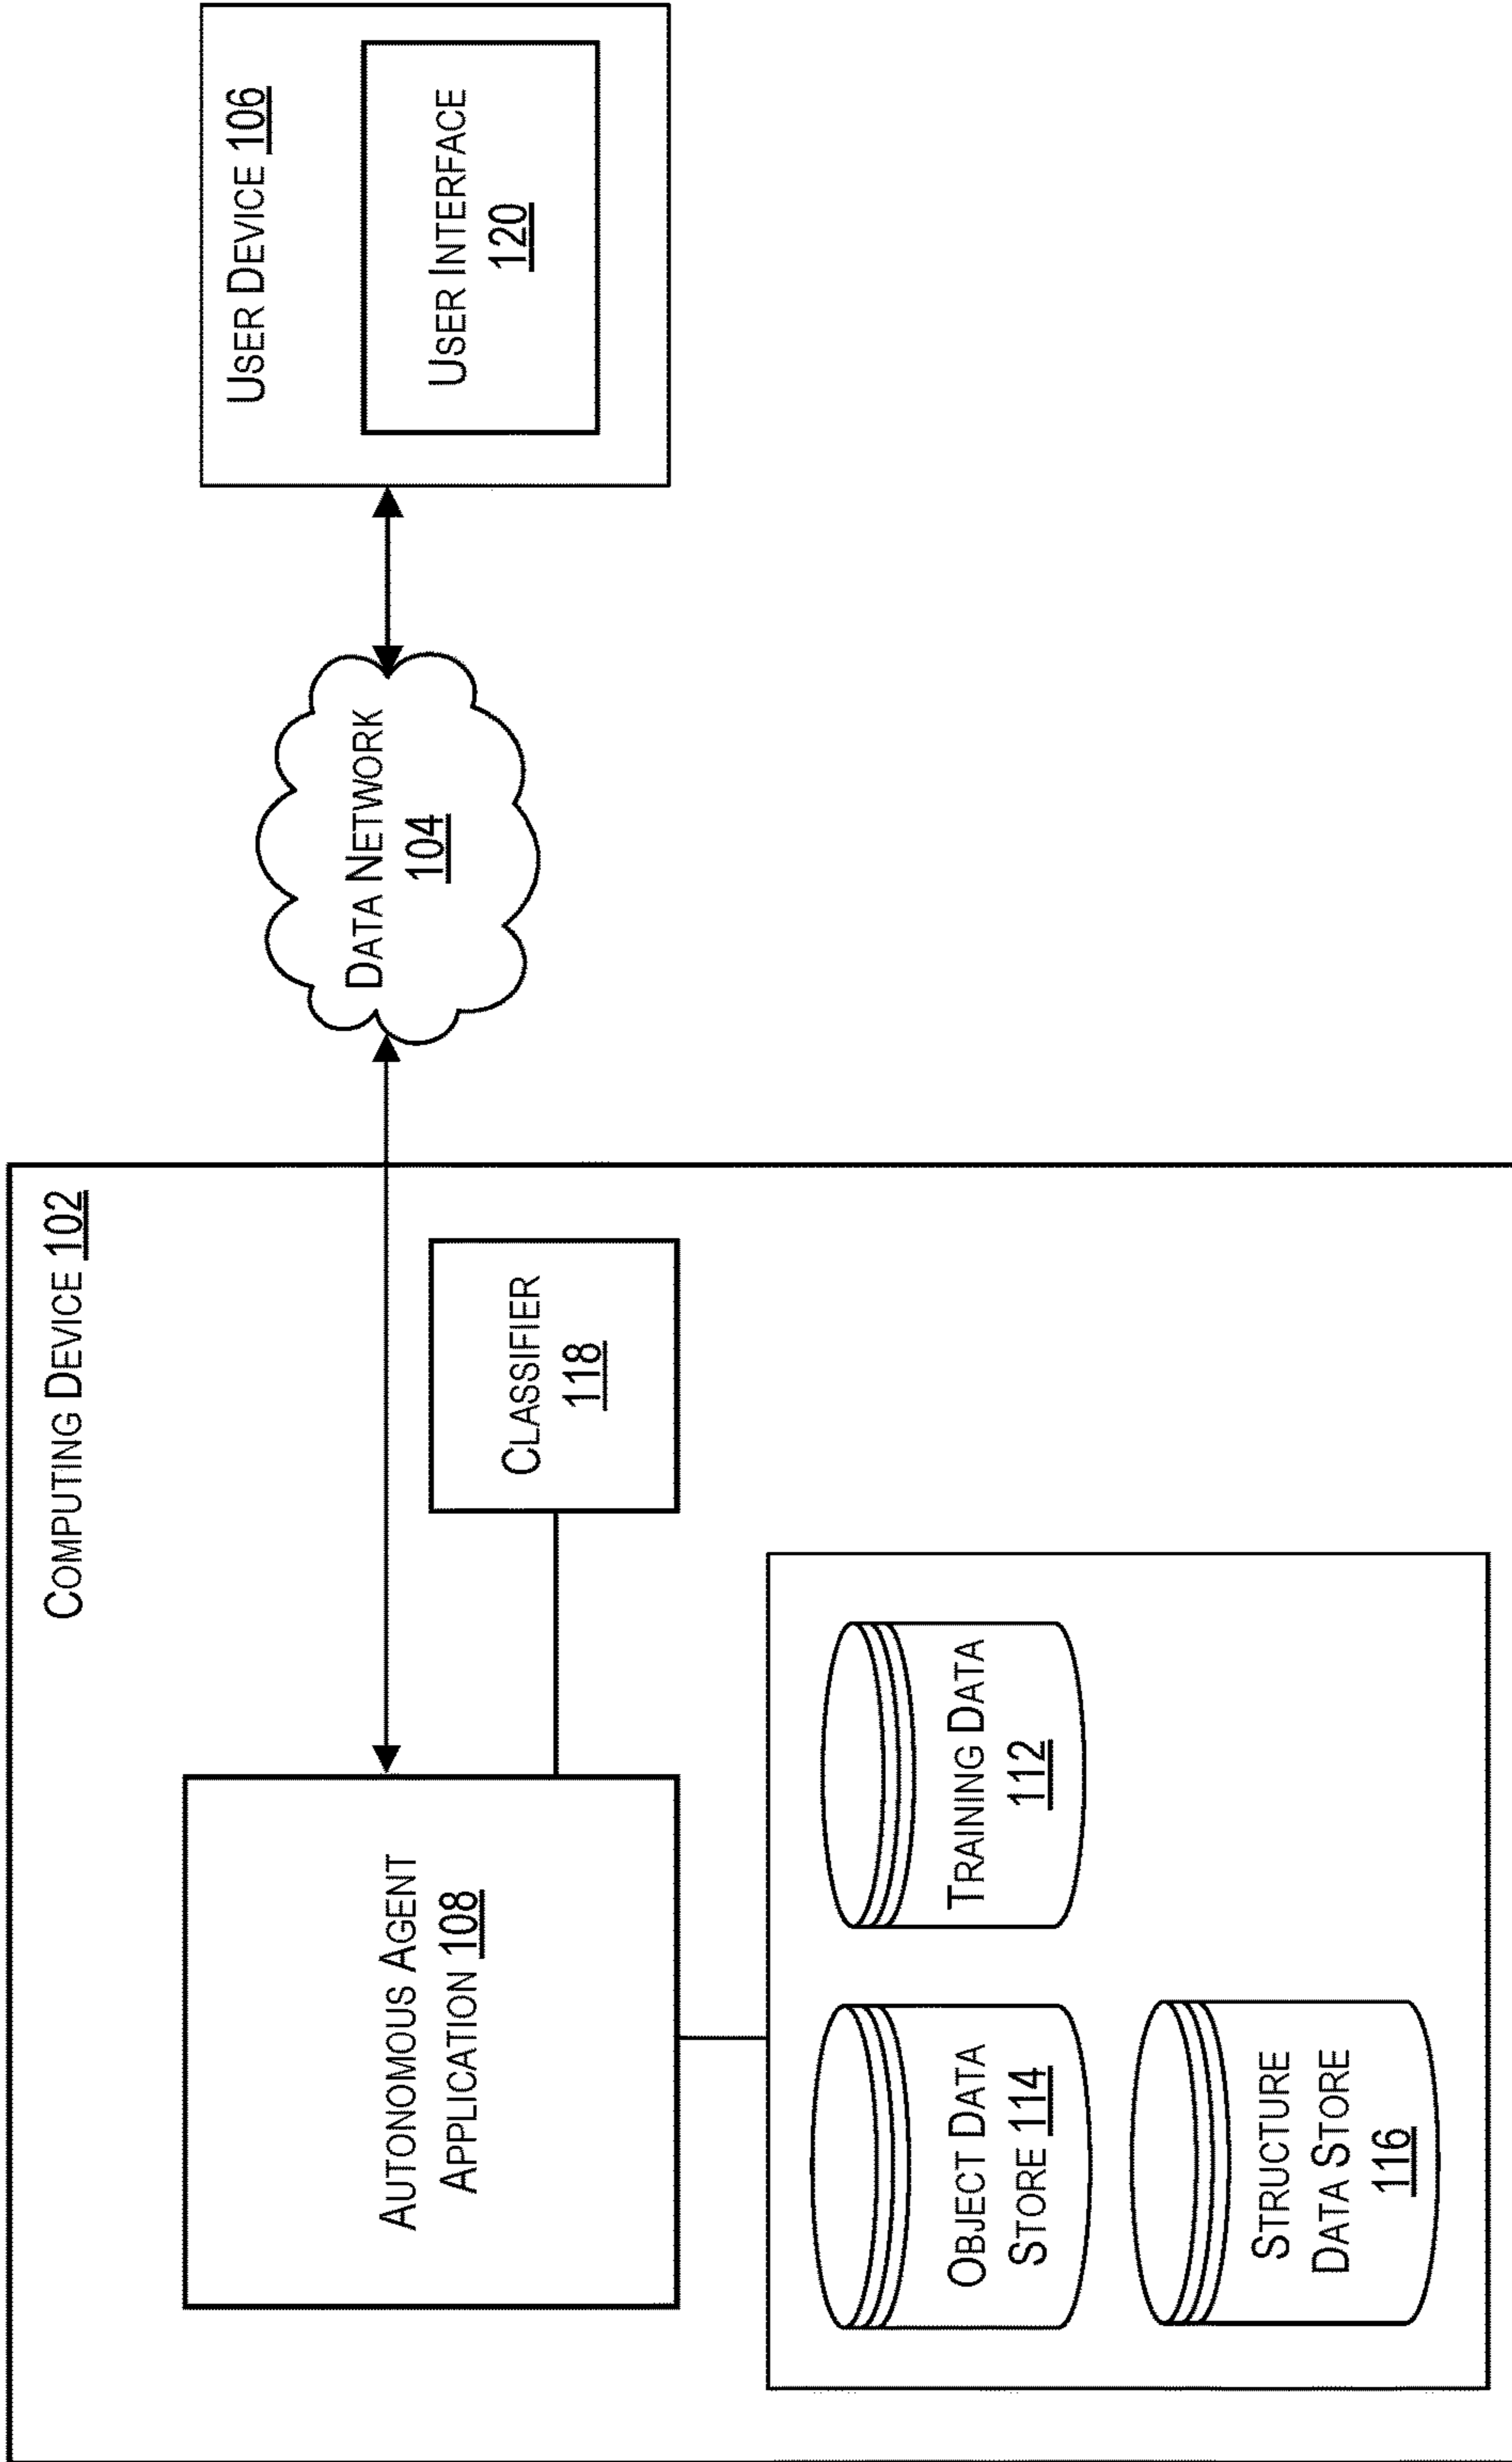 COMPUTING DEVICE 102
AUTONOMOUS AGENT
APPLICATION 108
CLASSIFIER
118
OBJECT DATA
STORE 114
TRAINING DATA
112
STRUCTURE
DATA STORE
116
DATA NETWORK
104
USER DEVICE 106
USER INTERFACE
120